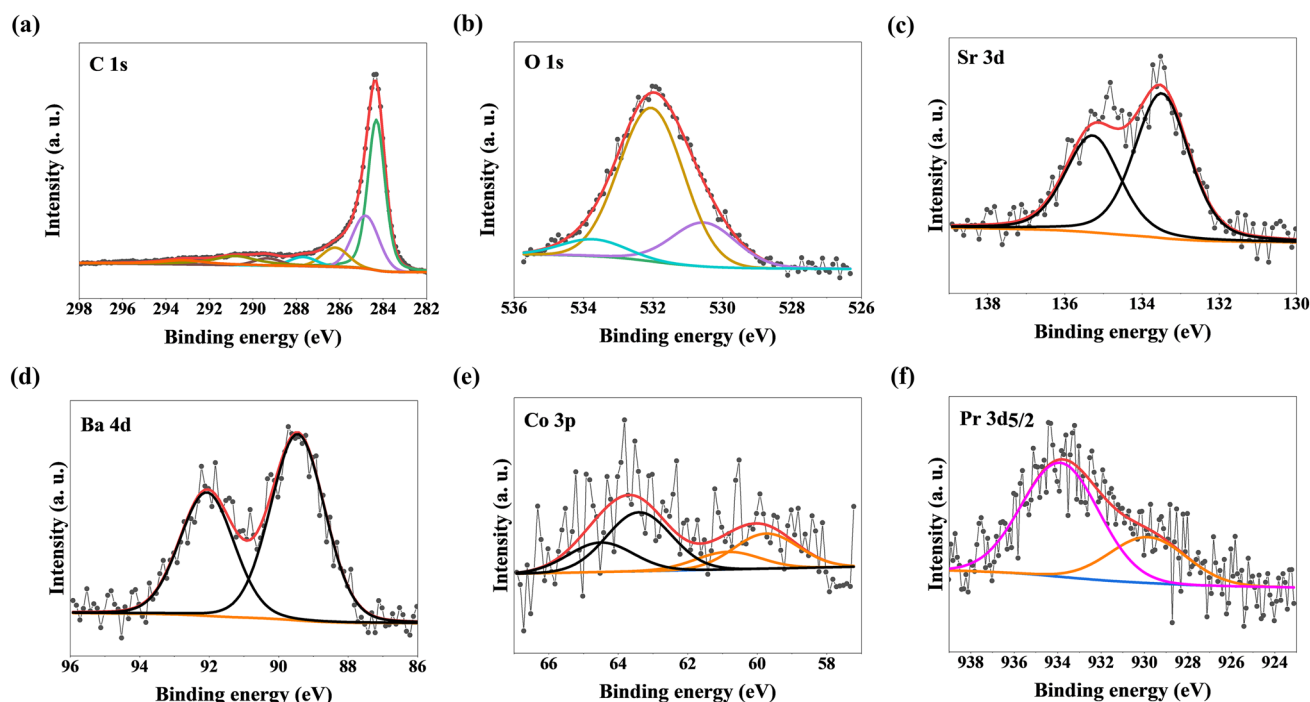 (a)
C 1s
Intensity (a. u.)
298 296 294 292 290 288 286 284 282
Binding energy (eV)
(b)
O 1s
Intensity (a. u.)
536 534 532 530 528 526
Binding energy (eV)
(c)
Sr 3d
Intensity (a. u.)
138 136 134 132 130
Binding energy (eV)
(d)
Ba 4d
Intensity (a. u.)
96 94 92 90 88 86
Binding energy (eV)
(e)
Co 3p
Intensity (a. u.)
66 64 62 60 58
Binding energy (eV)
(f)
Pr 3d5/2
Intensity (a. u.)
938 936 934 932 930 928 926 924
Binding energy (eV)